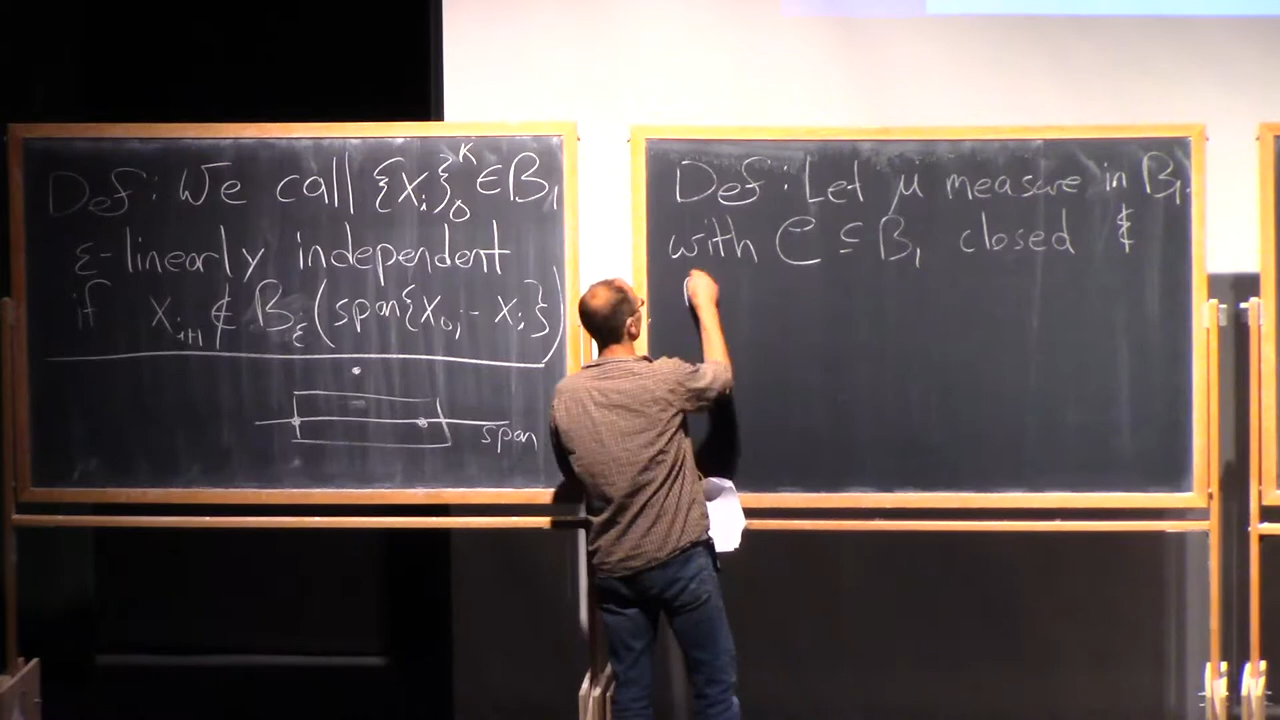 Def: We call {x_i}_0^K ∈ B_1
ε-linearly independent
if x_{i+1} ∉ B_ε(span{x_0, - x_i})
span
Def. Let μ measure in B_1.
with C ⊆ B_1 closed &